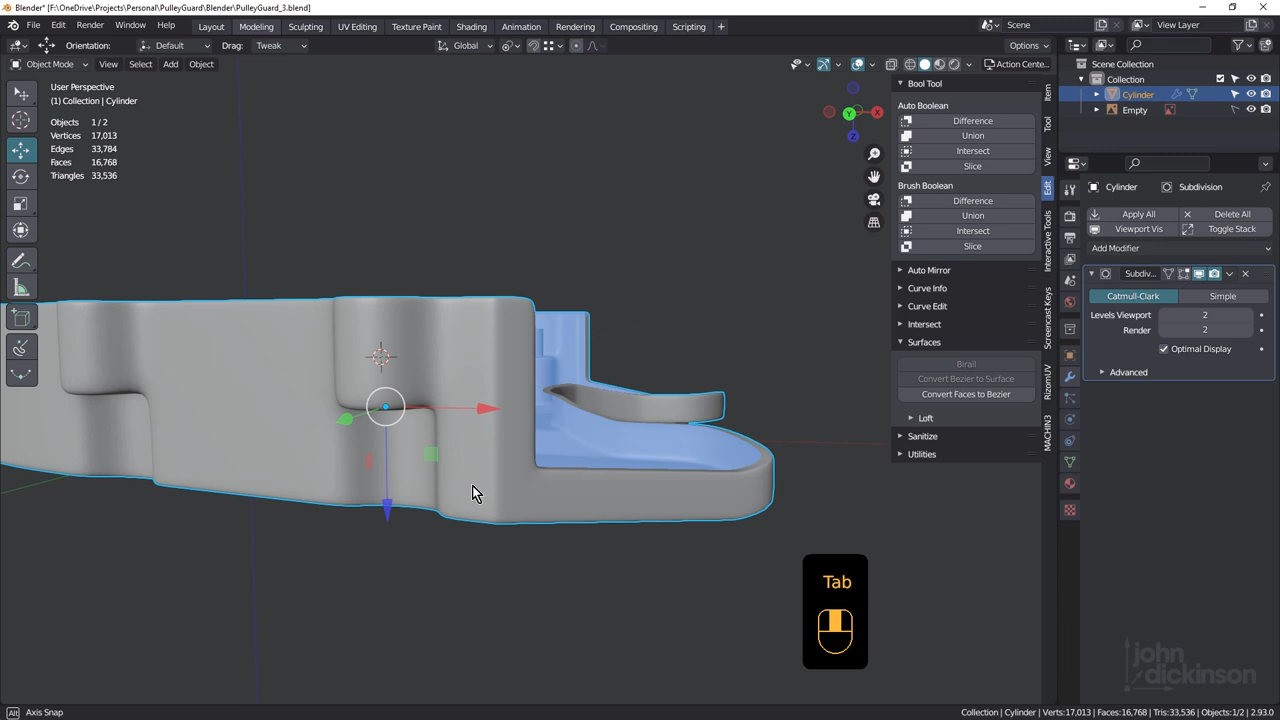 Blender* [F:\OneDrive\Projects\Personal\PulleyGuard\Blender\PulleyGuard_3.blend]
File Edit Render Window Help Layout Modeling Sculpting UV Editing Texture Paint Shading Animation Rendering Compositing Scripting + Scene View Layer
Orientation: Default Drag: Tweak Global Options
Object Mode View Select Add Object Action Cente...
User Perspective
(1) Collection | Cylinder
Objects 1 / 2
Vertices 17,013
Edges 33,784
Faces 16,768
Triangles 33,536
X
Y
Z
Bool Tool
Auto Boolean
Difference
Union
Intersect
Slice
Brush Boolean
Difference
Union
Intersect
Slice
Auto Mirror
Curve Info
Curve Edit
Intersect
Surfaces
Birail
Convert Bezier to Surface
Convert Faces to Bezier
Loft
Sanitize
Utilities
Item
Tool
View
Edit
Interactive Tools
Screencast Keys
RizomUV
MACHIN3
Scene Collection
Collection
Cylinder
Empty
Cylinder Subdivision
Apply All Delete All
Viewport Vis Toggle Stack
Add Modifier
Subdiv...
Catmull-Clark Simple
Levels Viewport 2
Render 2
Optimal Display
Advanced
Tab
john
dickinson
Alt Axis Snap
Collection | Cylinder | Verts:17,013 | Faces:16,768 | Tris:33,536 | Objects:1/2 | 2.93.0